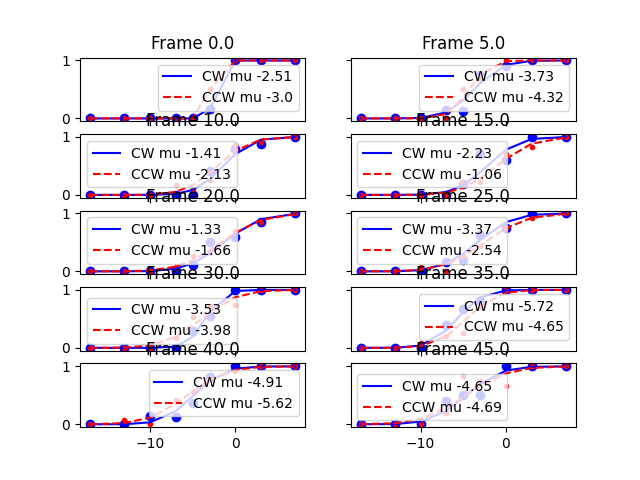 Frame 0.0
1
0
CW mu -2.51
CCW mu -3.0
Frame 5.0
CW mu -3.73
CCW mu -4.32
Frame 10.0
1
0
CW mu -1.41
CCW mu -2.13
Frame 15.0
CW mu -2.23
CCW mu -1.06
Frame 20.0
1
0
CW mu -1.33
CCW mu -1.66
Frame 25.0
CW mu -3.37
CCW mu -2.54
Frame 30.0
1
0
CW mu -3.53
CCW mu -3.98
Frame 35.0
CW mu -5.72
CCW mu -4.65
Frame 40.0
1
0
CW mu -4.91
CCW mu -5.62
−10
0
Frame 45.0
CW mu -4.65
CCW mu -4.69
−10
0